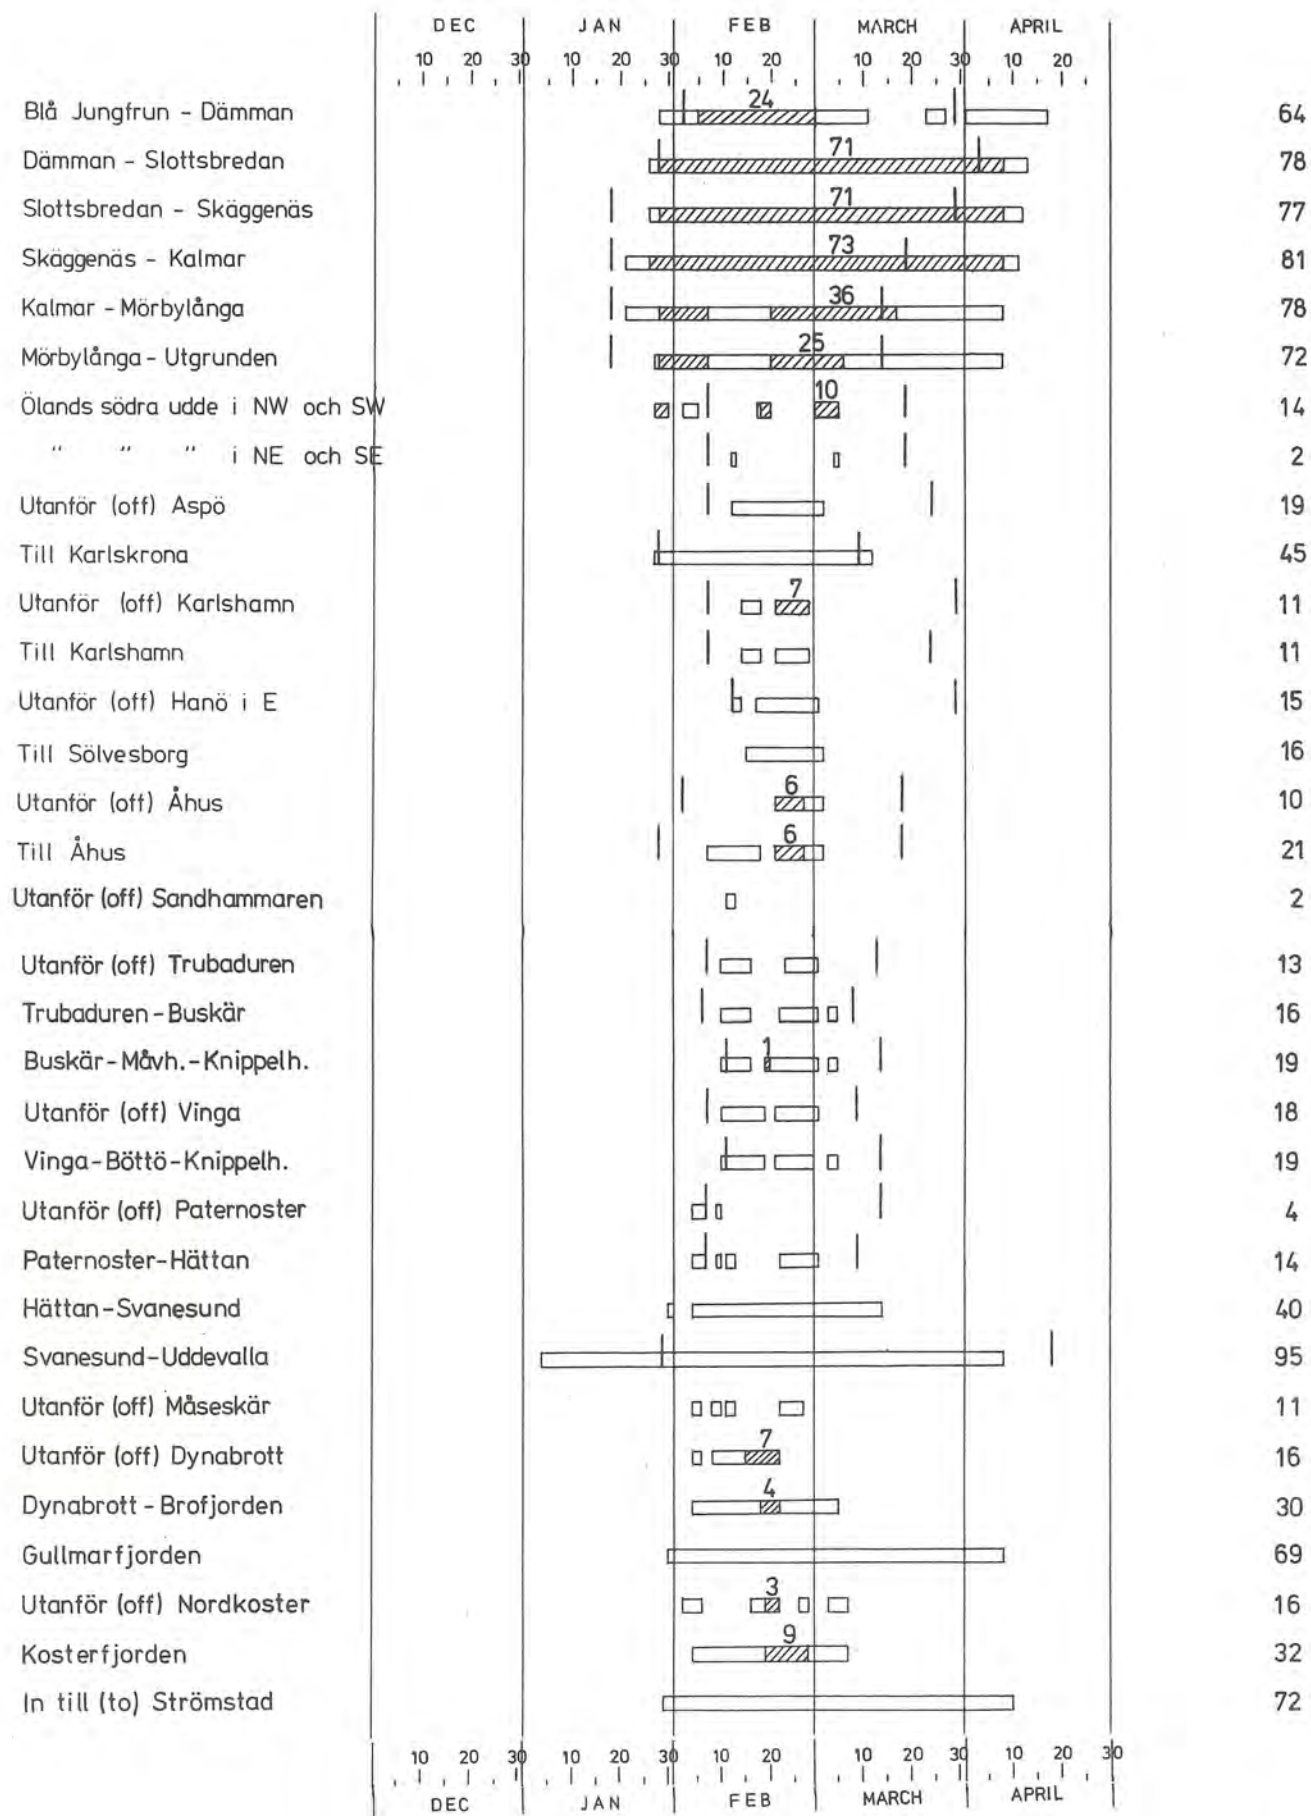 DEC JAN FEB MARCH APRIL
10 20 30 10 20 30 10 20 10 20 30 10 20 30
Blå Jungfrun - Dämman 24 64
Dämman - Slottsbredan 71 78
Slottsbredan - Skäggenäs 71 77
Skäggenäs - Kalmar 73 81
Kalmar - Mörbylånga 36 78
Mörbylånga - Utgrunden 25 72
Ölands södra udde i NW och SW 10 14
" " " i NE och SE 2
Utanför (off) Aspö 19
Till Karlskrona 45
Utanför (off) Karlshamn 7 11
Till Karlshamn 11
Utanför (off) Hanö i E 15
Till Sölvesborg 16
Utanför (off) Åhus 6 10
Till Åhus 6 21
Utanför (off) Sandhammaren 2
Utanför (off) Trubaduren 13
Trubaduren - Buskär 16
Buskär - Måvh. - Knippelh. 1 19
Utanför (off) Vinga 18
Vinga - Böttö - Knippelh. 19
Utanför (off) Paternoster 4
Paternoster - Hättan 14
Hättan - Svanesund 40
Svanesund - Uddevalla 95
Utanför (off) Måseskär 11
Utanför (off) Dynabrott 7 16
Dynabrott - Brofjorden 4 30
Gullmarfjorden 69
Utanför (off) Nordkoster 3 16
Kosterfjorden 9 32
In till (to) Strömstad 72
10 20 30 10 20 30 10 20 10 20 30 10 20 30
DEC JAN FEB MARCH APRIL